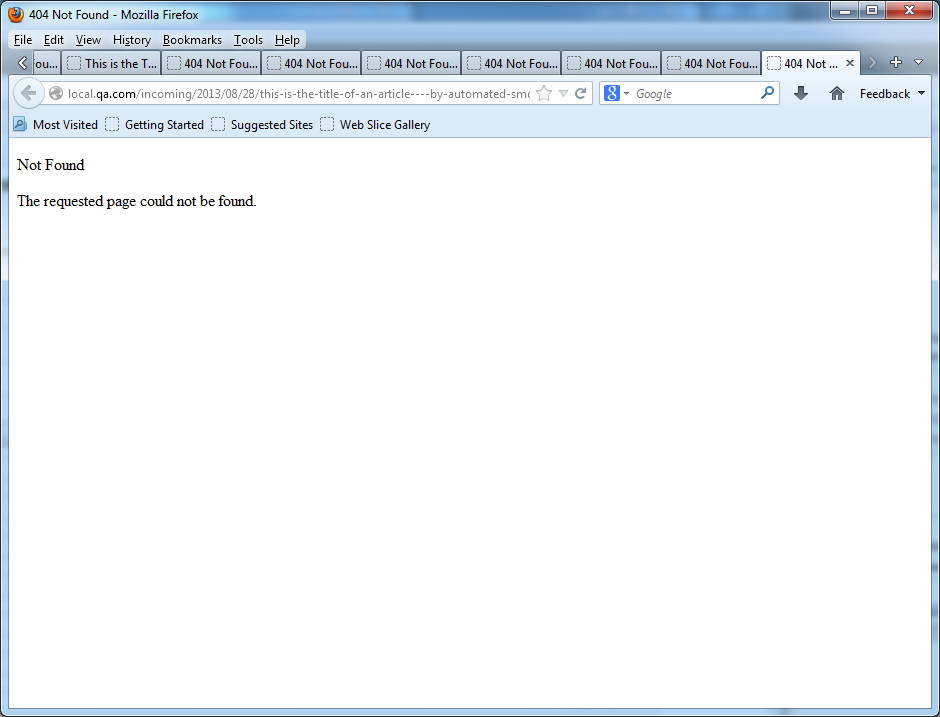 404 Not Found - Mozilla Firefox
File Edit View History Bookmarks Tools Help
ou... This is the T... 404 Not Fou... 404 Not Fou... 404 Not Fou... 404 Not Fou... 404 Not Fou... 404 Not Fou... 404 Not ...
local.qa.com/incoming/2013/08/28/this-is-the-title-of-an-article----by-automated-smo Google Feedback
Most Visited Getting Started Suggested Sites Web Slice Gallery
Not Found
The requested page could not be found.